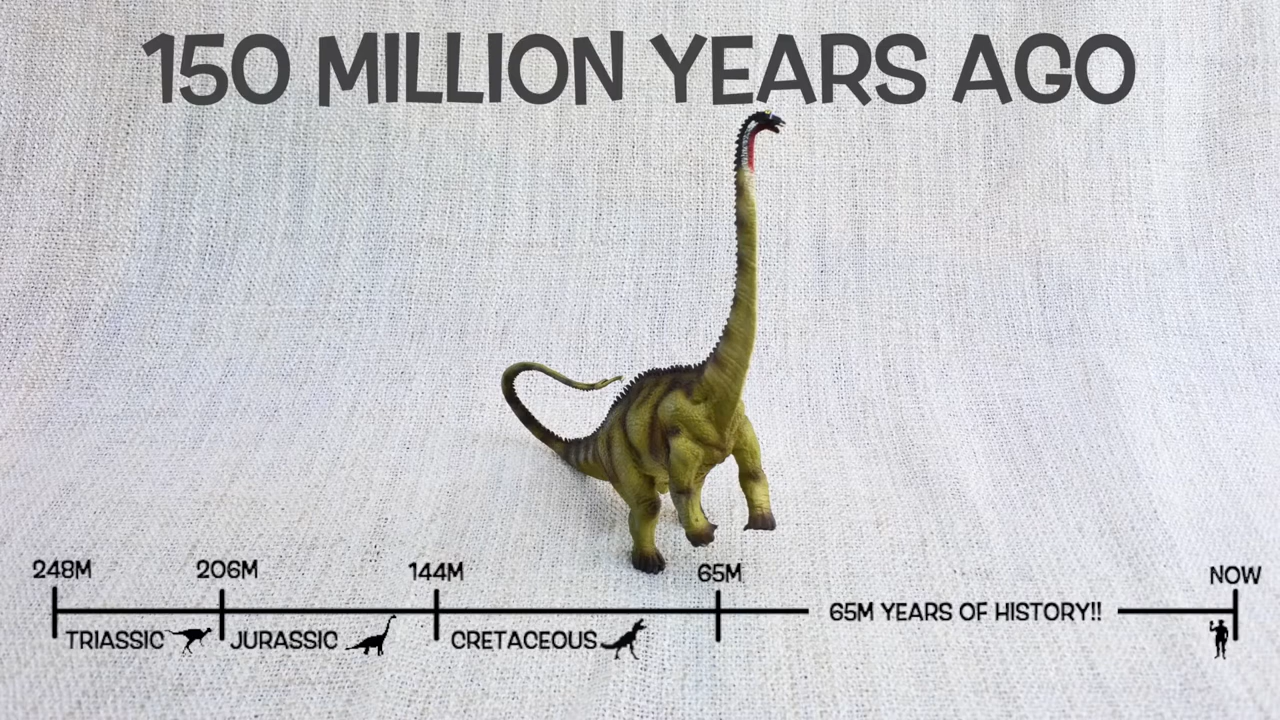 150 MILLION YEARS AGO
248M 206M 144M 65M NOW
65M YEARS OF HISTORY!!
TRIASSIC JURASSIC CRETACEOUS